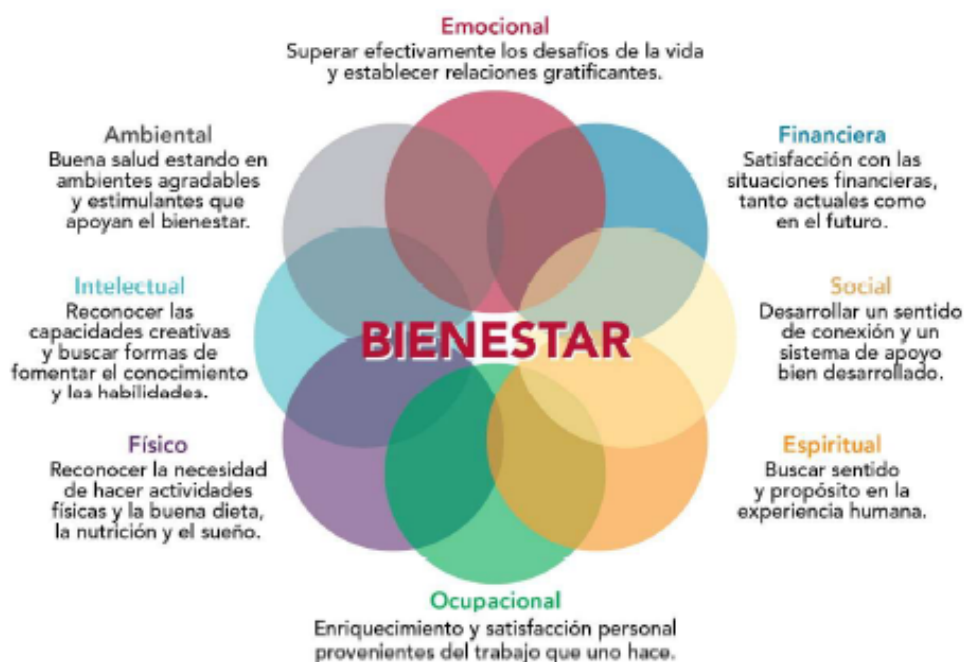 Emocional
Superar efectivamente los desafíos de la vida
y establecer relaciones gratificantes.
Ambiental
Buena salud estando en
ambientes agradables
y estimulantes que
apoyan el bienestar.
Financiera
Satisfacción con las
situaciones financieras,
tanto actuales como
en el futuro.
Intelectual
Reconocer las
capacidades creativas
y buscar formas de
fomentar el conocimiento
y las habilidades.
BIENESTAR
Social
Desarrollar un sentido
de conexión y un
sistema de apoyo
bien desarrollado.
Físico
Reconocer la necesidad
de hacer actividades
físicas y la buena dieta,
la nutrición y el sueño.
Espiritual
Buscar sentido
y propósito en la
experiencia humana.
Ocupacional
Enriquecimiento y satisfacción personal
provenientes del trabajo que uno hace.